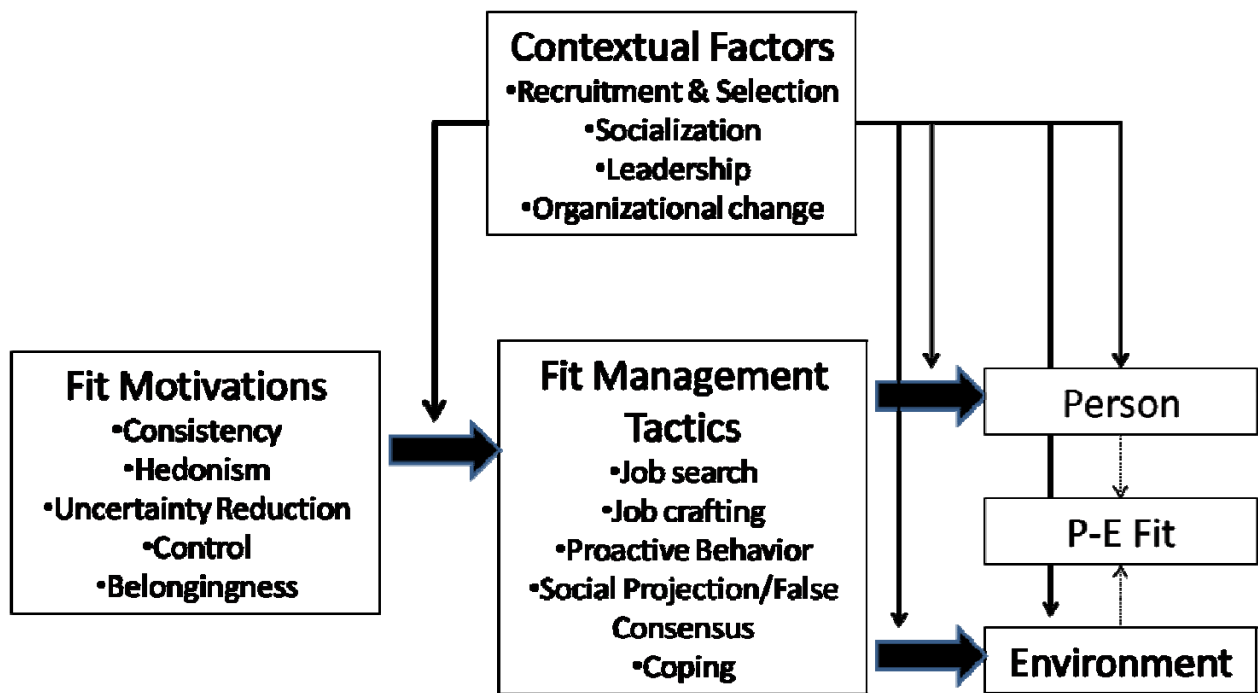 Contextual Factors
•Recruitment & Selection
•Socialization
•Leadership
•Organizational change
Fit Motivations
•Consistency
•Hedonism
•Uncertainty Reduction
•Control
•Belongingness
Fit Management
Tactics
•Job search
•Job crafting
•Proactive Behavior
•Social Projection/False
Consensus
•Coping
Person
P-E Fit
Environment